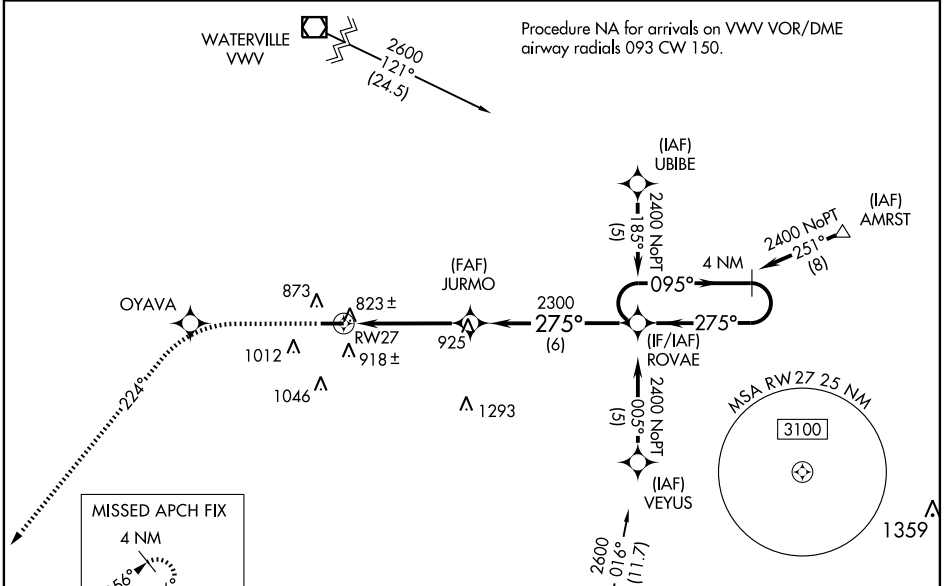 WATERVILLE
VWV
2600
121°
(24.5)
Procedure NA for arrivals on VWV VOR/DME
airway radials 093 CW 150.
(IAF)
UBIBE
2400 NoPT
185°
(5)
(IAF)
AMRST
2400 NoPT
251°
(8)
4 NM
095°
(FAF)
JURMO
2300
275°
(6)
275°
(IF/IAF)
ROVAE
OYAVA
873
823 ±
RW27
925
1012
918 ±
1046
1293
224°
2400 NoPT
005°
(5)
(IAF)
VEYUS
2600
016°
(11.7)
MSA RW27 25 NM
3100
1359
MISSED APCH FIX
4 NM